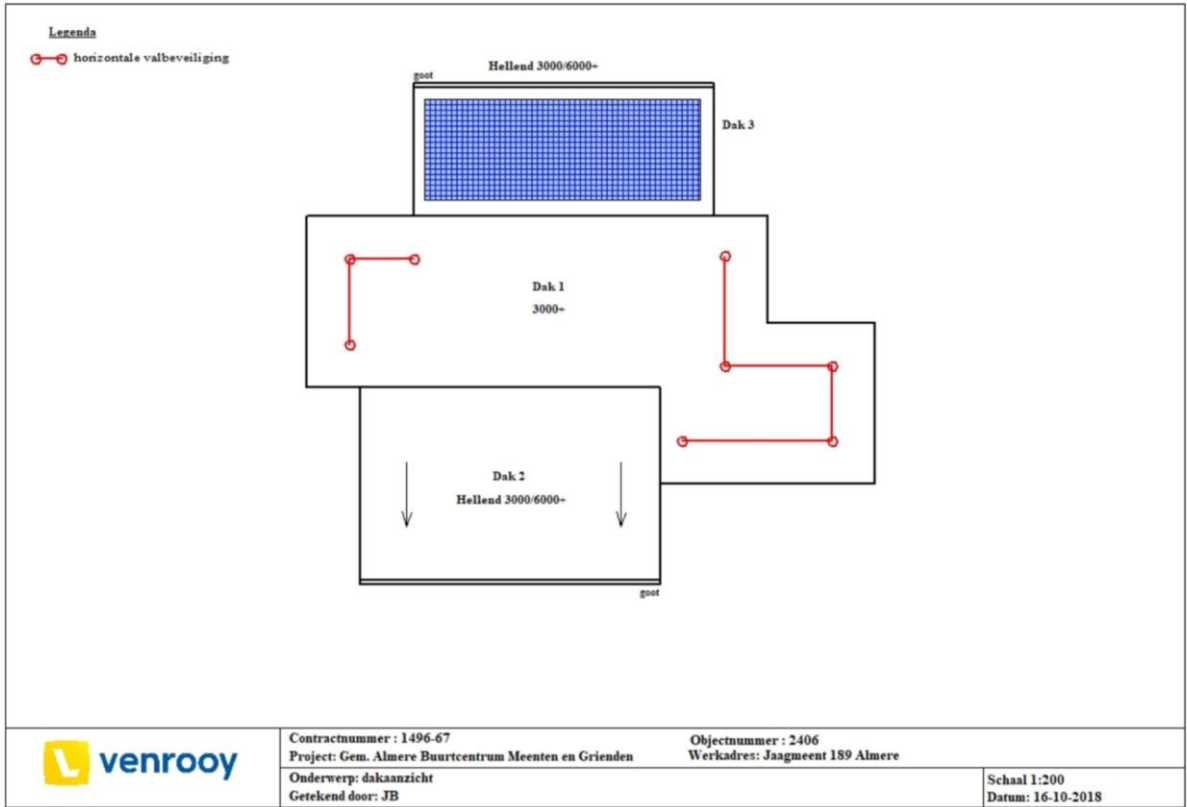 Legenda
horizontale valbeveiliging
Hellend 3000/6000+
goot
Dak 3
Dak 1
3000+
Dak 2
Hellend 3000/6000+
goot
venrooy
Contractnummer : 1496-67
Objectnummer : 2406
Project: Gem. Almere Buurtcentrum Meenten en Grienden
Werkadres: Jaagmeent 189 Almere
Onderwerp: dakaanzicht
Getekend door: JB
Schaal 1:200
Datum: 16-10-2018